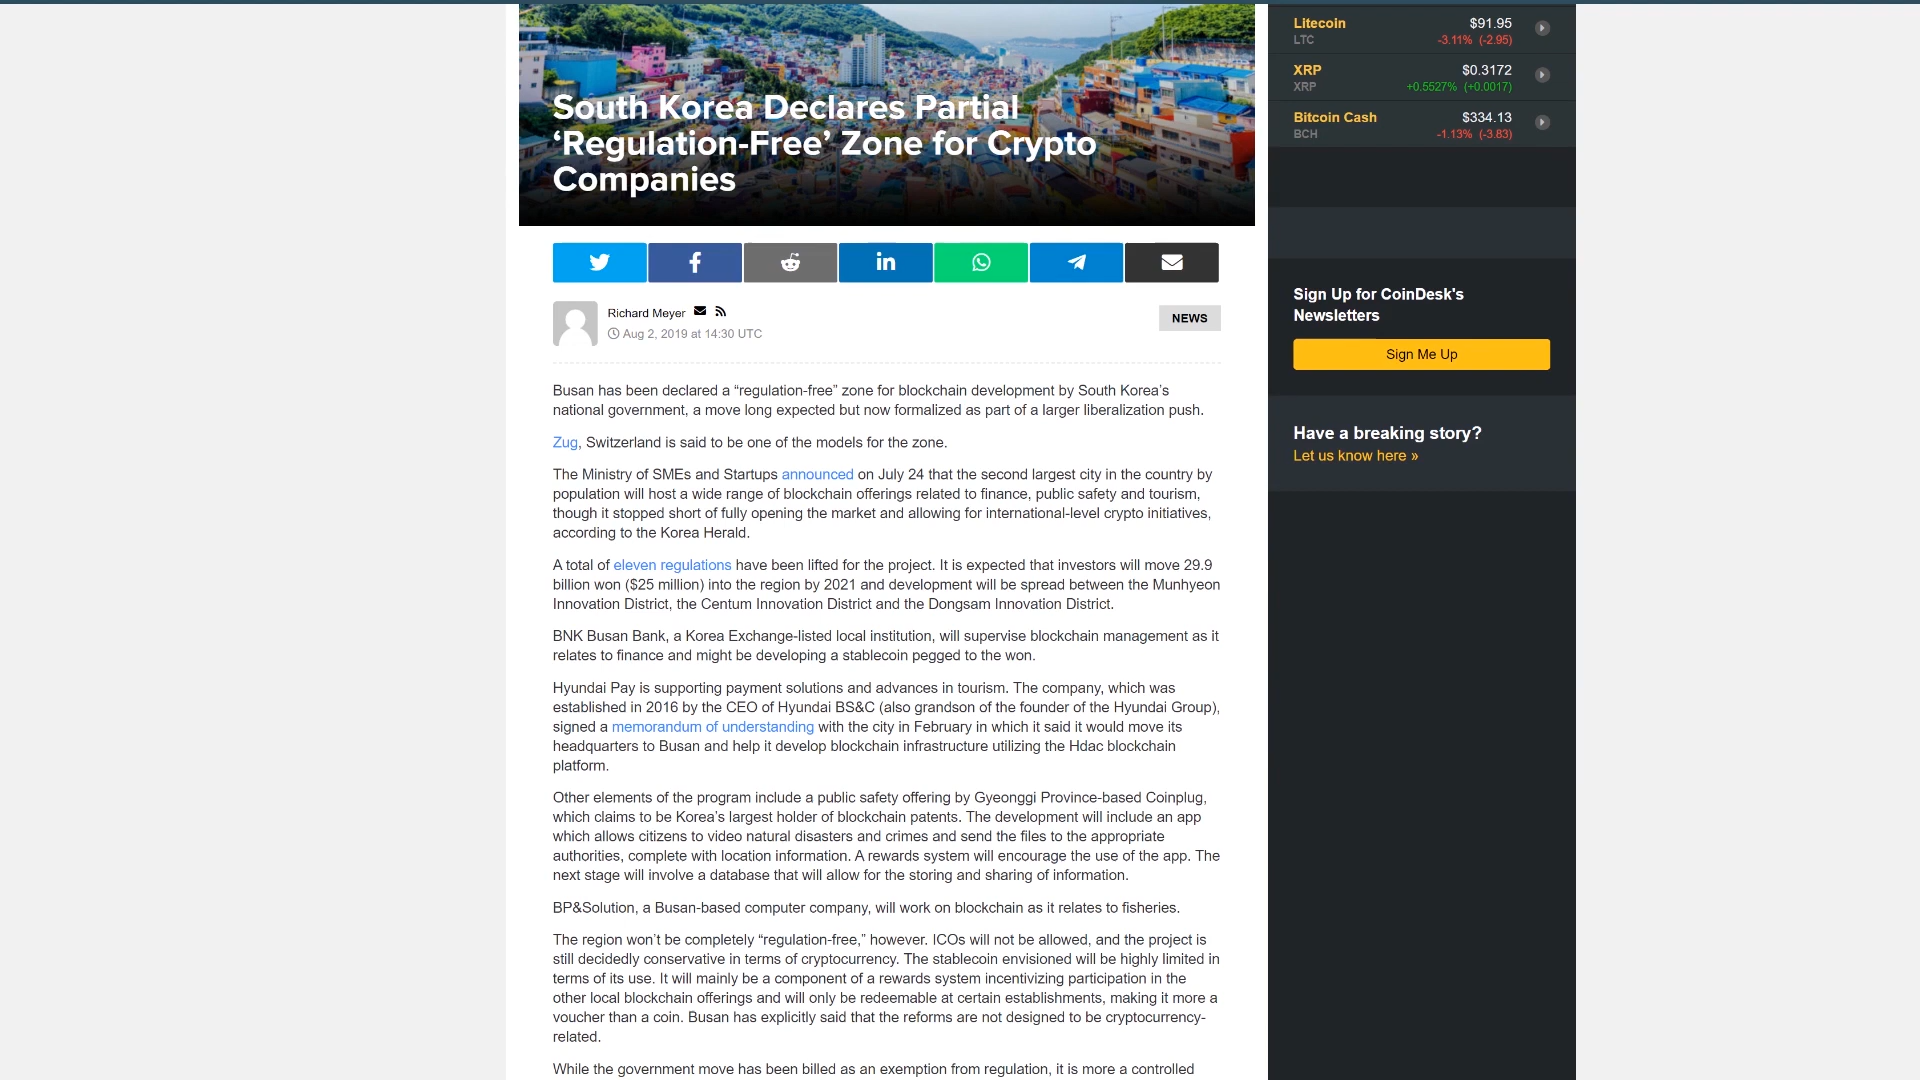 South Korea Declares Partial
‘Regulation-Free’ Zone for Crypto
Companies
Richard Meyer
Aug 2, 2019 at 14:30 UTC
NEWS
Busan has been declared a “regulation-free” zone for blockchain development by South Korea’s
national government, a move long expected but now formalized as part of a larger liberalization push.
Zug, Switzerland is said to be one of the models for the zone.
The Ministry of SMEs and Startups announced on July 24 that the second largest city in the country by
population will host a wide range of blockchain offerings related to finance, public safety and tourism,
though it stopped short of fully opening the market and allowing for international-level crypto initiatives,
according to the Korea Herald.
A total of eleven regulations have been lifted for the project. It is expected that investors will move 29.9
billion won ($25 million) into the region by 2021 and development will be spread between the Munhyeon
Innovation District, the Centum Innovation District and the Dongsam Innovation District.
BNK Busan Bank, a Korea Exchange-listed local institution, will supervise blockchain management as it
relates to finance and might be developing a stablecoin pegged to the won.
Hyundai Pay is supporting payment solutions and advances in tourism. The company, which was
established in 2016 by the CEO of Hyundai BS&C (also grandson of the founder of the Hyundai Group),
signed a memorandum of understanding with the city in February in which it said it would move its
headquarters to Busan and help it develop blockchain infrastructure utilizing the Hdac blockchain
platform.
Other elements of the program include a public safety offering by Gyeonggi Province-based Coinplug,
which claims to be Korea’s largest holder of blockchain patents. The development will include an app
which allows citizens to video natural disasters and crimes and send the files to the appropriate
authorities, complete with location information. A rewards system will encourage the use of the app. The
next stage will involve a database that will allow for the storing and sharing of information.
BP&Solution, a Busan-based computer company, will work on blockchain as it relates to fisheries.
The region won’t be completely “regulation-free,” however. ICOs will not be allowed, and the project is
still decidedly conservative in terms of cryptocurrency. The stablecoin envisioned will be highly limited in
terms of its use. It will mainly be a component of a rewards system incentivizing participation in the
other local blockchain offerings and will only be redeemable at certain establishments, making it more a
voucher than a coin. Busan has explicitly said that the reforms are not designed to be cryptocurrency-
related.
While the government move has been billed as an exemption from regulation, it is more a controlled
Litecoin $91.95
LTC -3.11% (-2.95)
XRP $0.3172
XRP +0.5527% (+0.0017)
Bitcoin Cash $334.13
BCH -1.13% (-3.83)
Sign Up for CoinDesk's
Newsletters
Sign Me Up
Have a breaking story?
Let us know here »